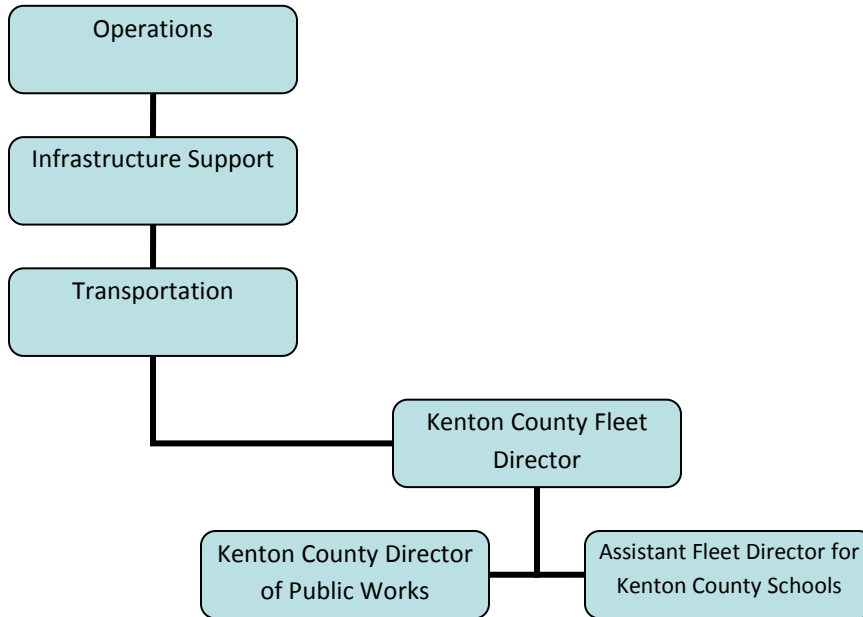 Operations
Infrastructure Support
Transportation
Kenton County Fleet
Director
Kenton County Director
of Public Works
Assistant Fleet Director for
Kenton County Schools